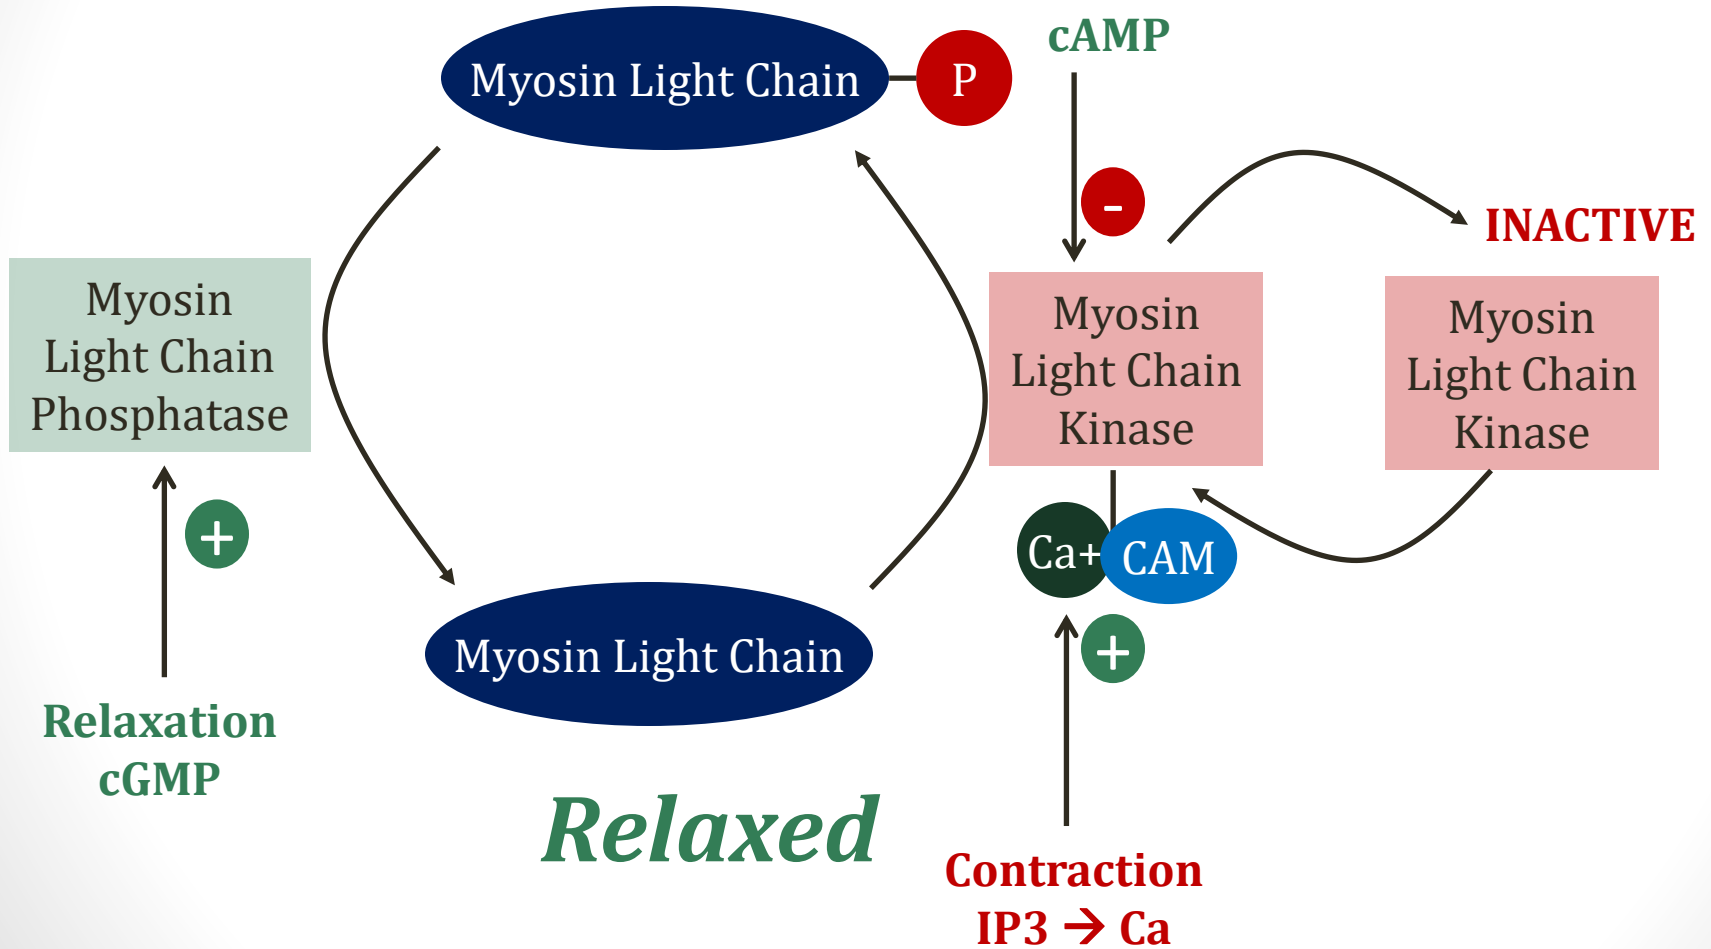 Myosin Light Chain
P
cAMP
-
INACTIVE
Myosin
Light Chain
Phosphatase
Myosin
Light Chain
Kinase
Myosin
Light Chain
Kinase
+
Ca+
CAM
+
Myosin Light Chain
Relaxation
cGMP
Relaxed
Contraction
IP3 → Ca